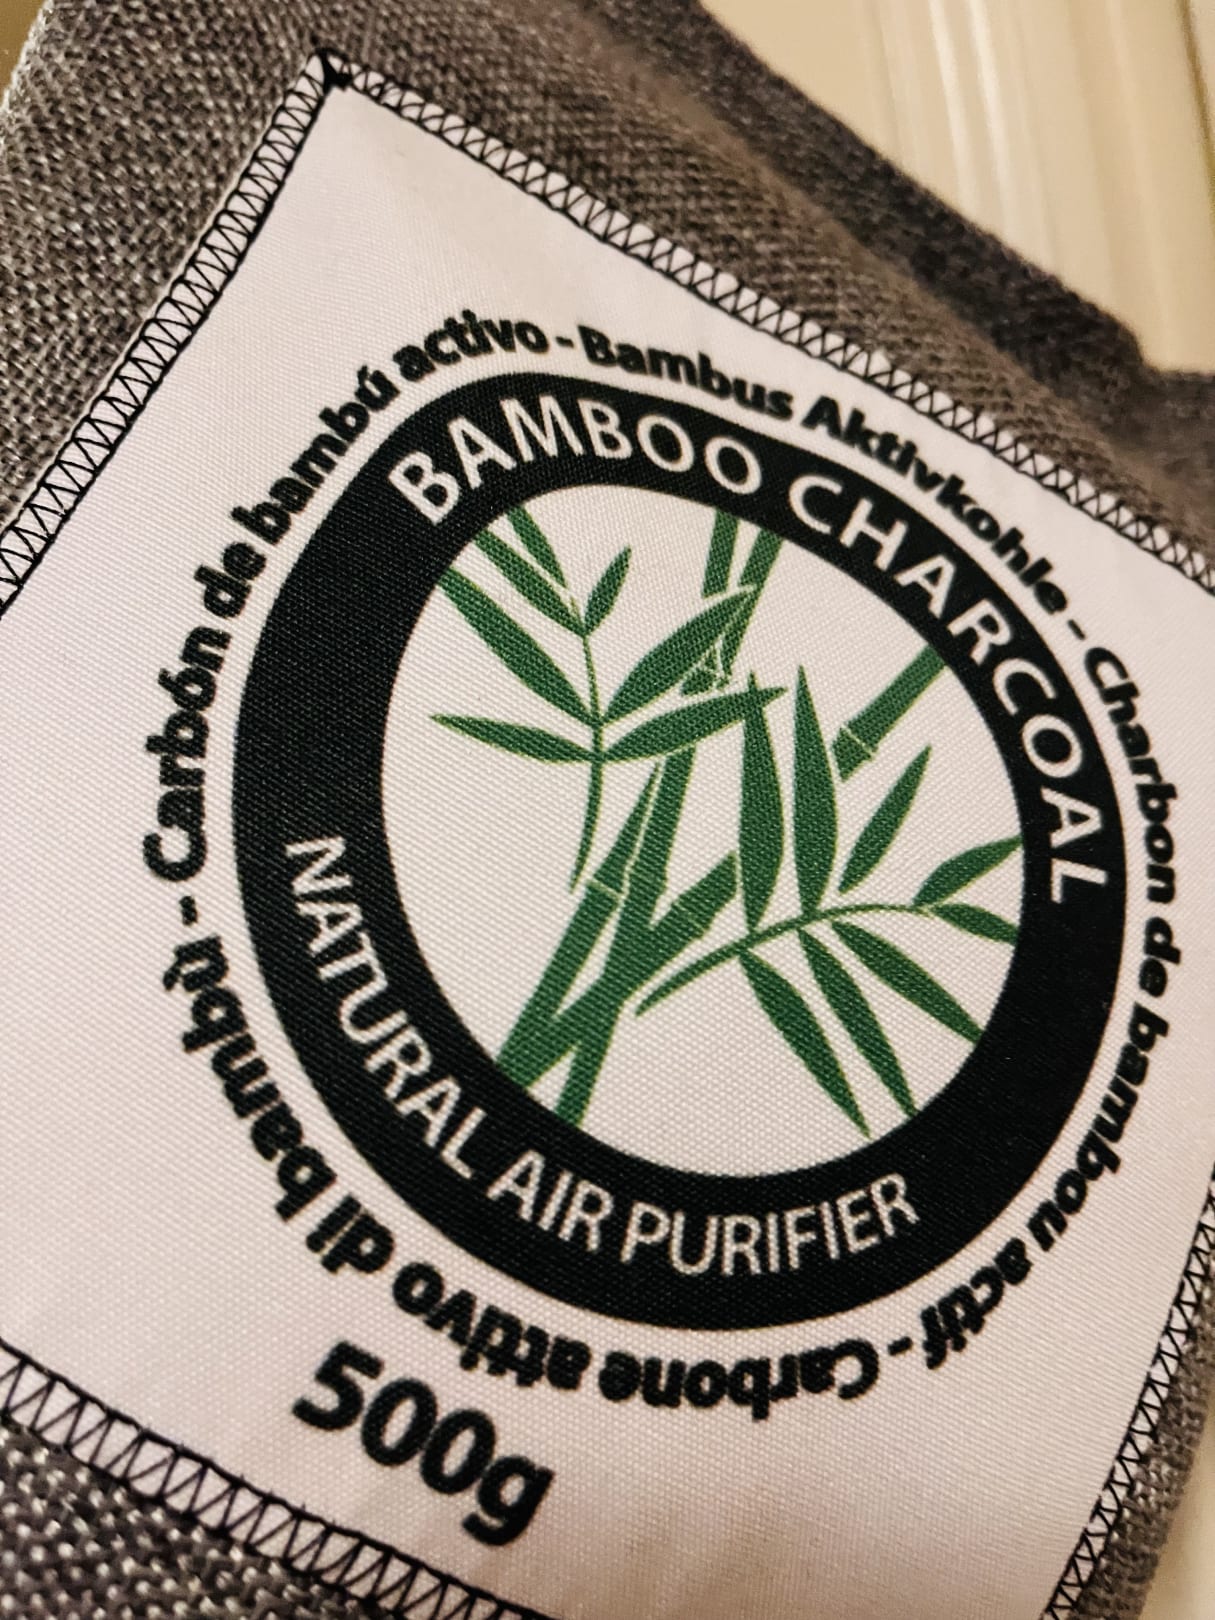 Carbón de bambú activo - Bambus Aktivkohle - Charbon de bambou actif - Carbone attivo di bambù -
BAMBOO CHARCOAL
NATURAL AIR PURIFIER
500g